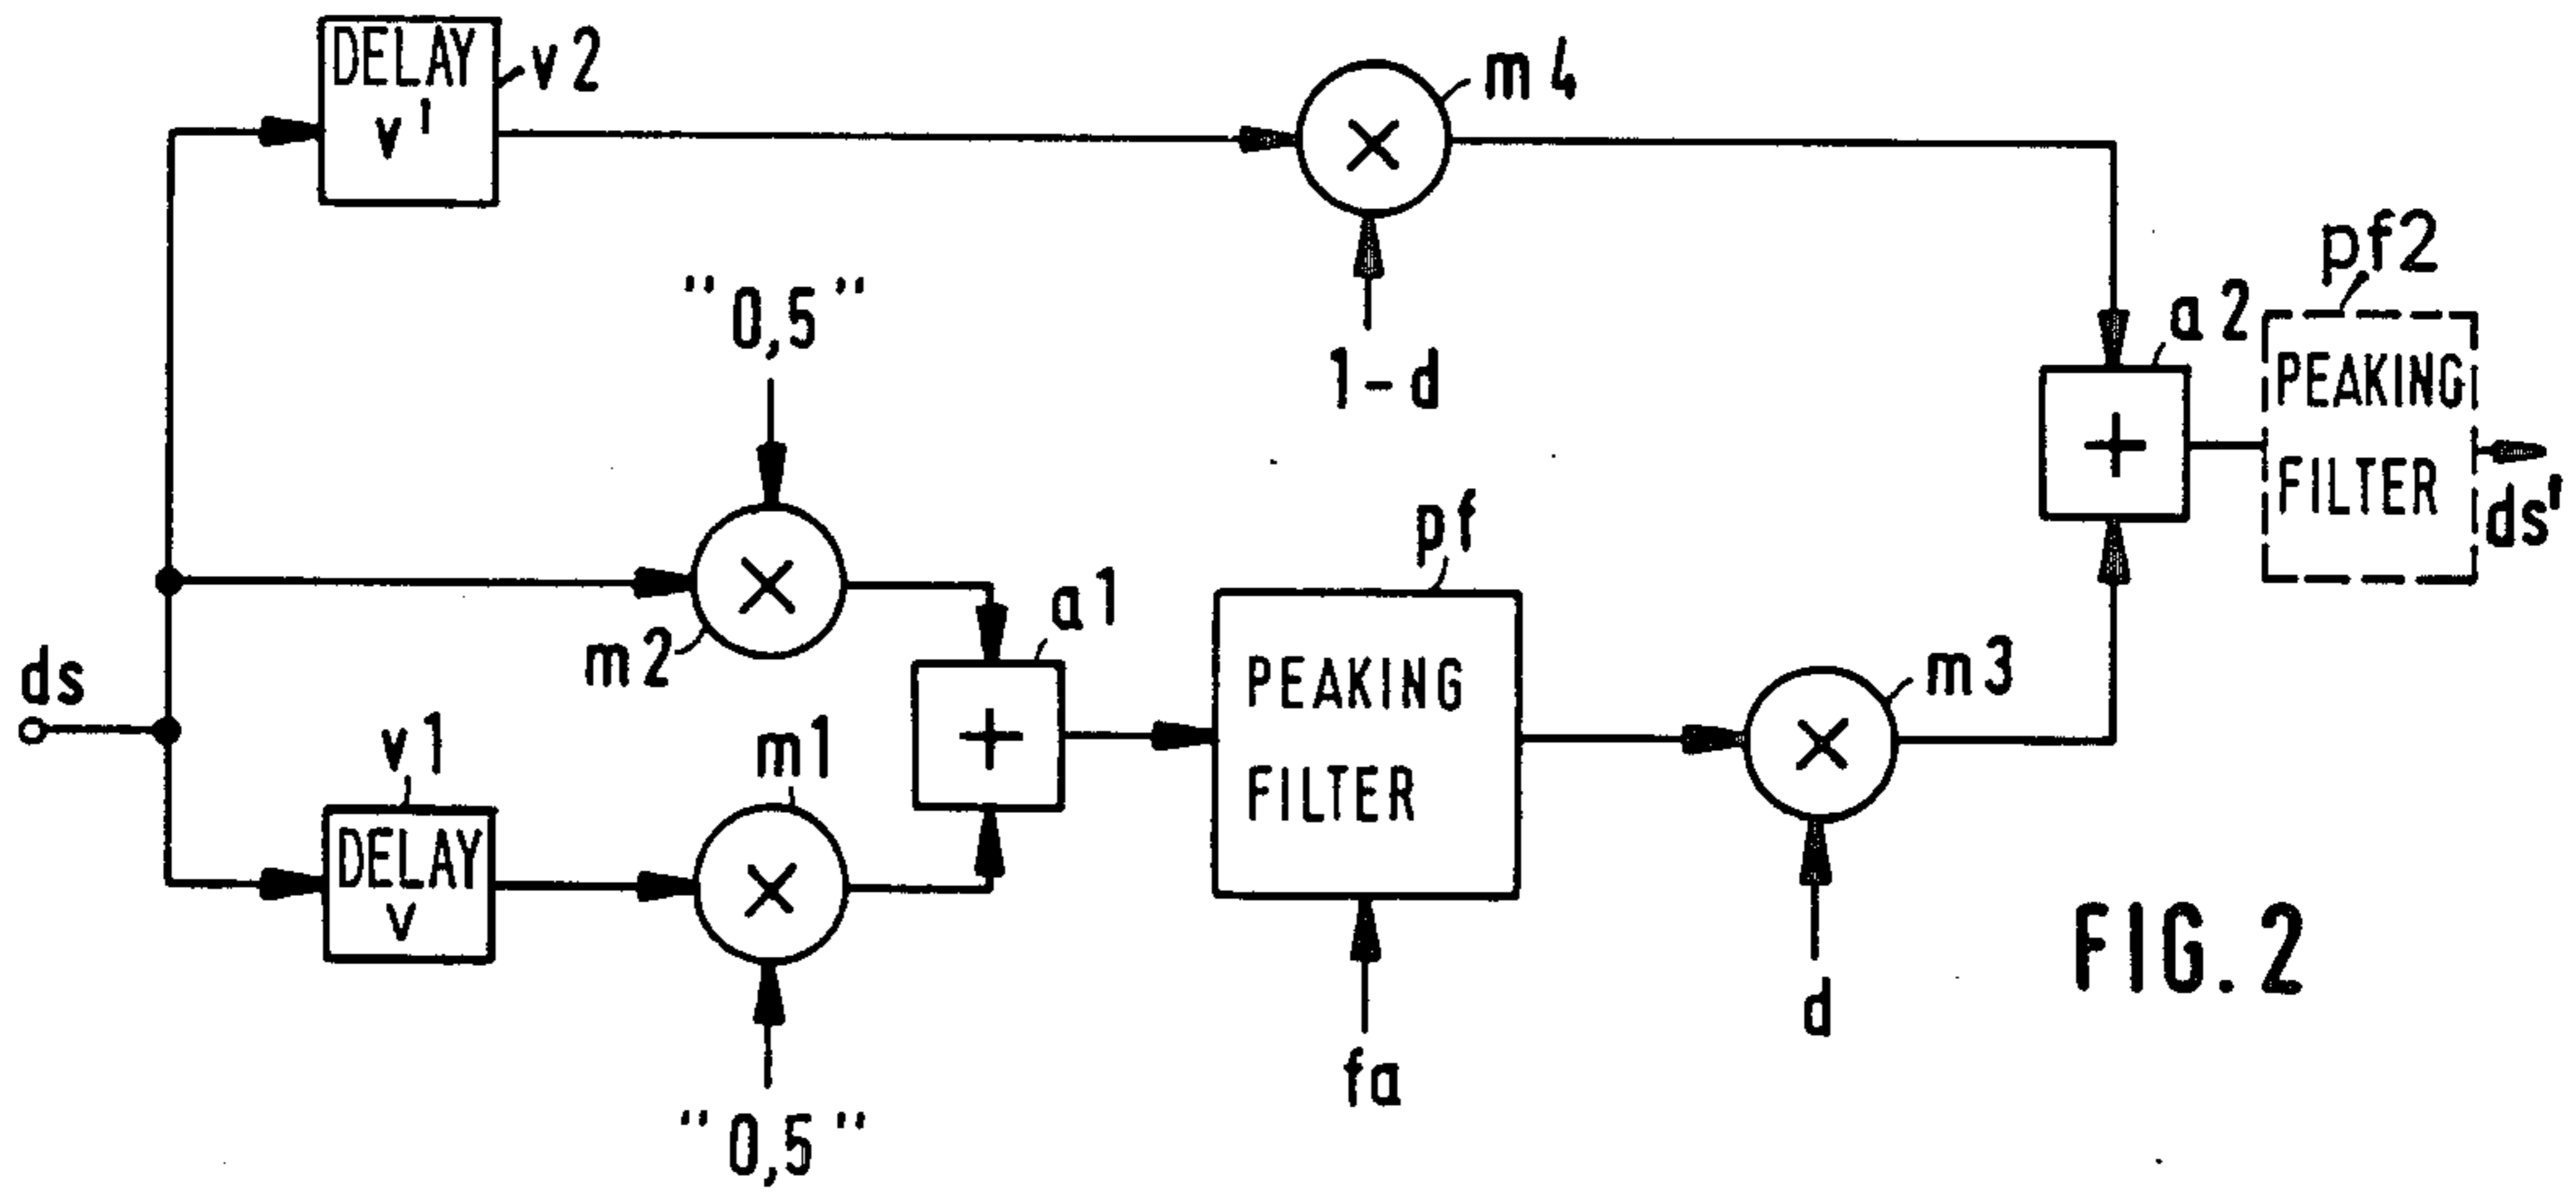 DELAY
v'
v2
m4
1-d
"0,5"
m2
ds
v1
DELAY
v
m1
"0,5"
a1
pf
PEAKING
FILTER
fa
m3
d
a2
pf2
PEAKING
FILTER
ds'
FIG. 2